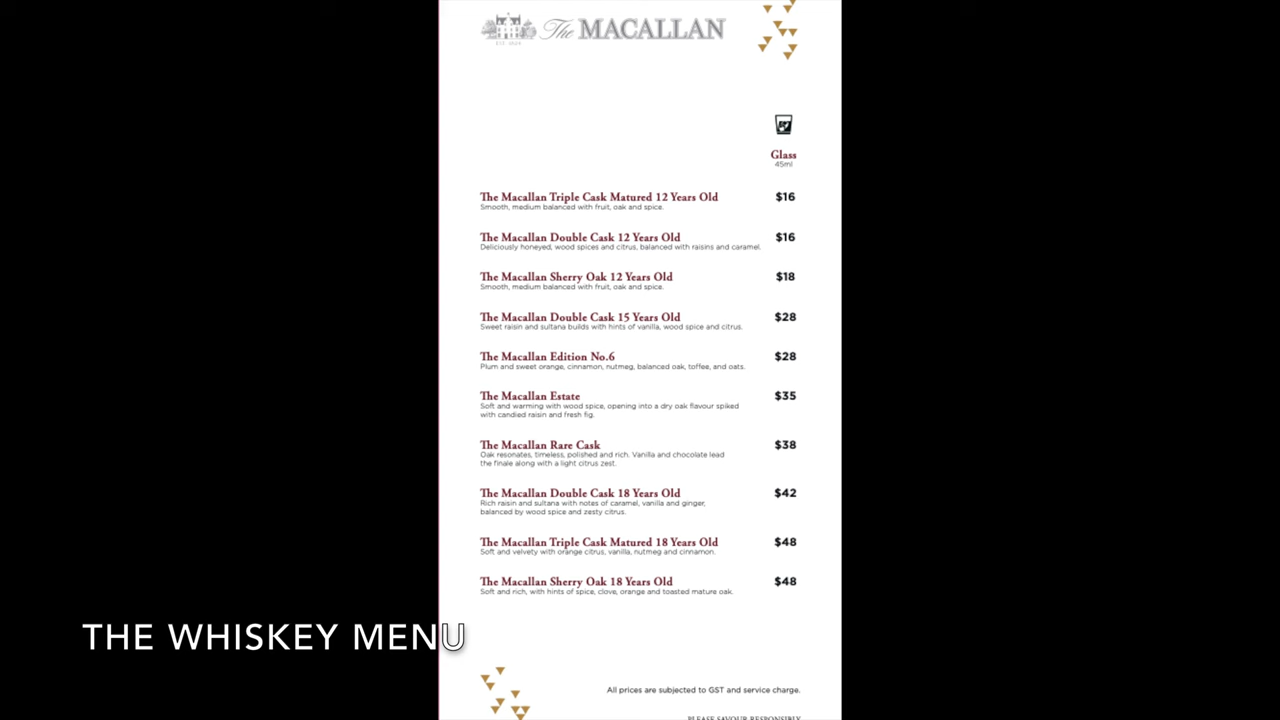 The MACALLAN
EST. 1824
Glass
45ml
The Macallan Triple Cask Matured 12 Years Old $16
Smooth, medium balanced with fruit, oak and spice.
The Macallan Double Cask 12 Years Old $16
Deliciously honeyed, wood spices and citrus, balanced with raisins and caramel.
The Macallan Sherry Oak 12 Years Old $18
Smooth, medium balanced with fruit, oak and spice.
The Macallan Double Cask 15 Years Old $28
Sweet raisin and sultana builds with hints of vanilla, wood spice and citrus.
The Macallan Edition No.6 $28
Plum and sweet orange, cinnamon, nutmeg, balanced oak, toffee, and oats.
The Macallan Estate $35
Soft and warming with wood spice, opening into a dry oak flavour spiked
with candied raisin and fresh fig.
The Macallan Rare Cask $38
Oak resonates, timeless, polished and rich. Vanilla and chocolate lead
the finale along with a light citrus zest.
The Macallan Double Cask 18 Years Old $42
Rich raisin and sultana with notes of caramel, vanilla and ginger,
balanced by wood spice and zesty citrus.
The Macallan Triple Cask Matured 18 Years Old $48
Soft and velvety with orange citrus, vanilla, nutmeg and cinnamon.
The Macallan Sherry Oak 18 Years Old $48
Soft and rich, with hints of spice, clove, orange and toasted mature oak.
THE WHISKEY MENU
All prices are subjected to GST and service charge.
PLEASE SAVOUR RESPONSIBLY